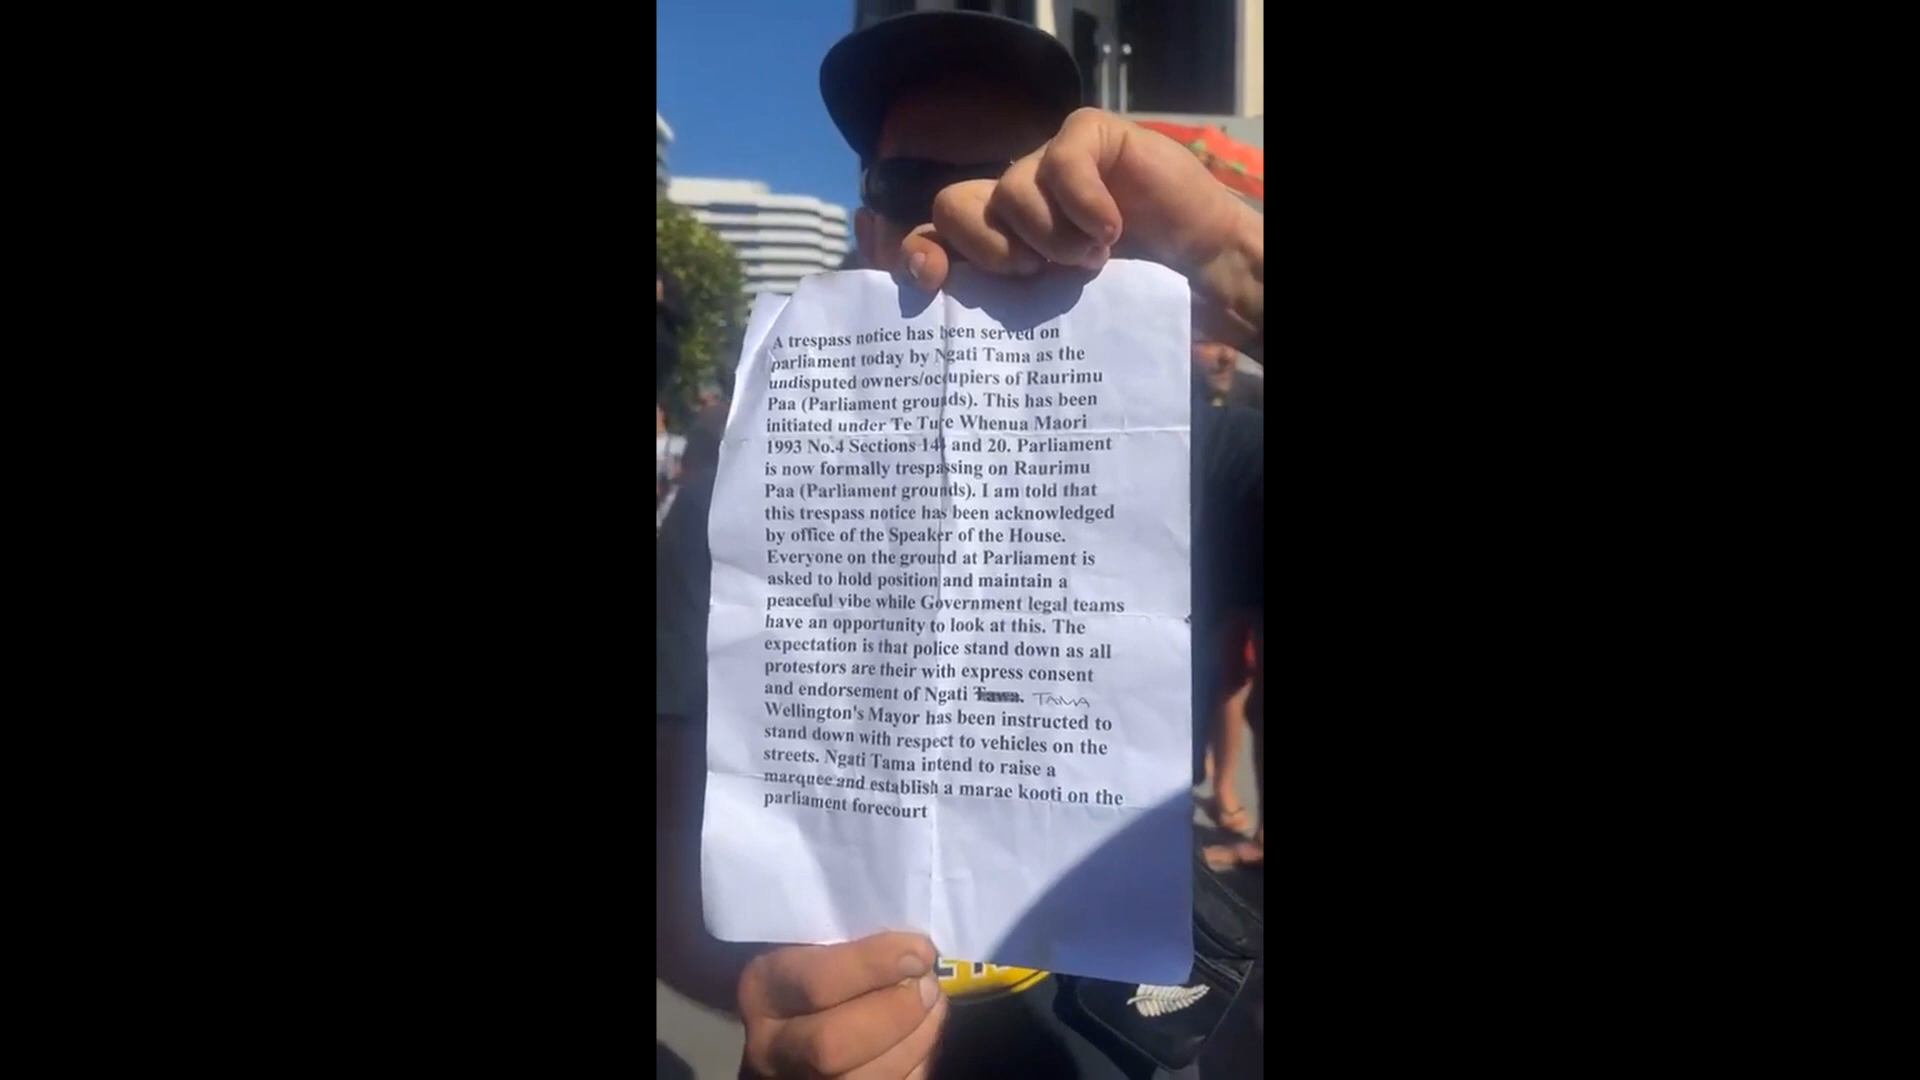 A trespass notice has been served on
parliament today by Ngati Tama as the
undisputed owners/occupiers of Raurimu
Paa (Parliament grounds). This has been
initiated under Te Ture Whenua Maori
1993 No.4 Sections 144 and 20. Parliament
is now formally trespassing on Raurimu
Paa (Parliament grounds). I am told that
this trespass notice has been acknowledged
by office of the Speaker of the House.
Everyone on the ground at Parliament is
asked to hold position and maintain a
peaceful vibe while Government legal teams
have an opportunity to look at this. The
expectation is that police stand down as all
protestors are their with express consent
and endorsement of Ngati Tawa. TAMA
Wellington's Mayor has been instructed to
stand down with respect to vehicles on the
streets. Ngati Tama intend to raise a
marquee and establish a marae kooti on the
parliament forecourt